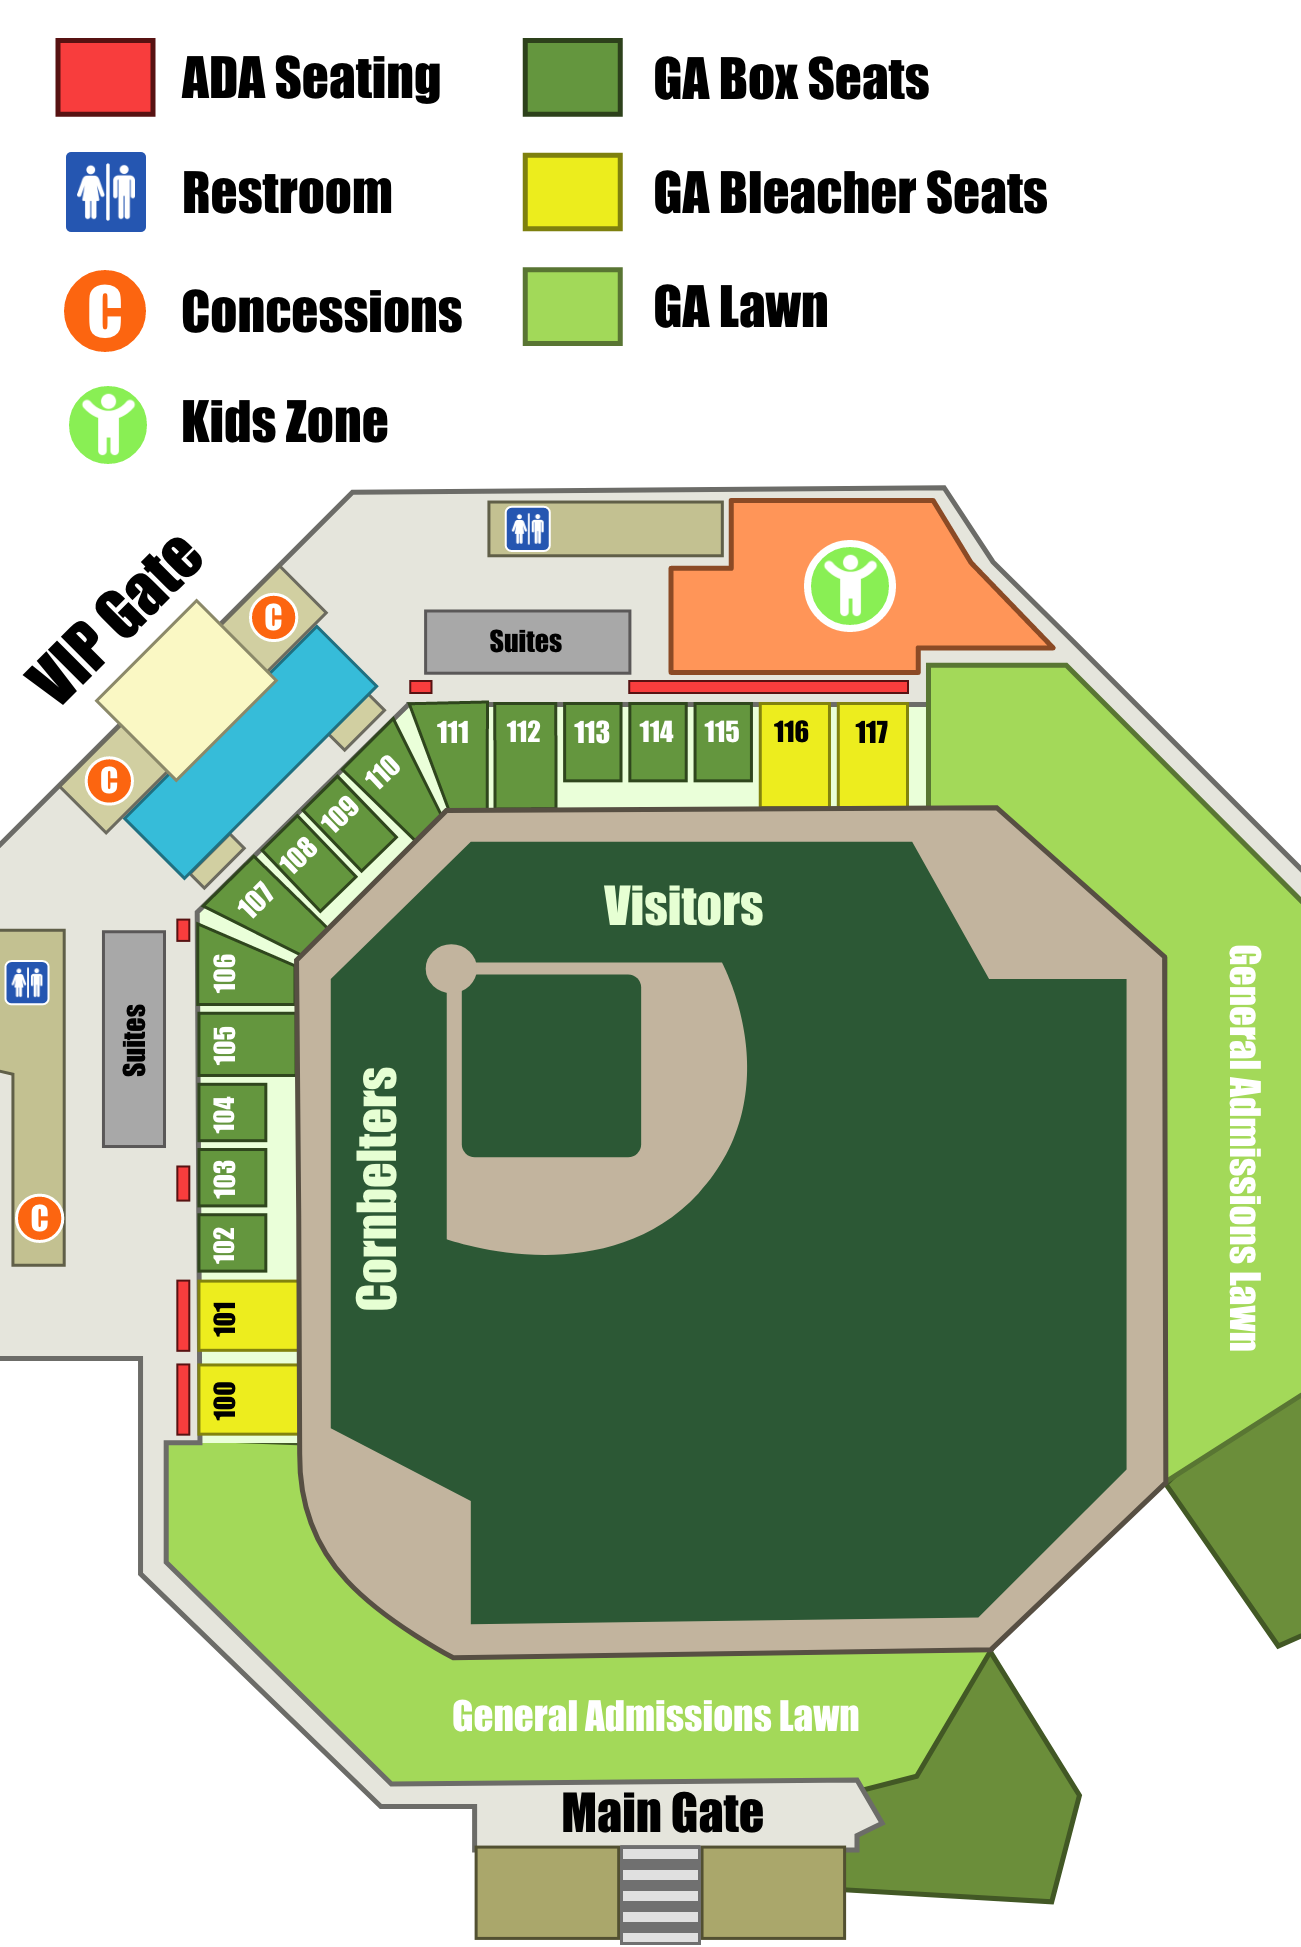 ADA Seating
GA Box Seats
Restroom
GA Bleacher Seats
C
Concessions
GA Lawn
Kids Zone
VIP Gate
C
C
Suites
111
112
113
114
115
116
117
110
109
108
107
106
105
104
103
102
101
100
Suites
C
Visitors
Cornbelters
General Admissions Lawn
General Admissions Lawn
Main Gate